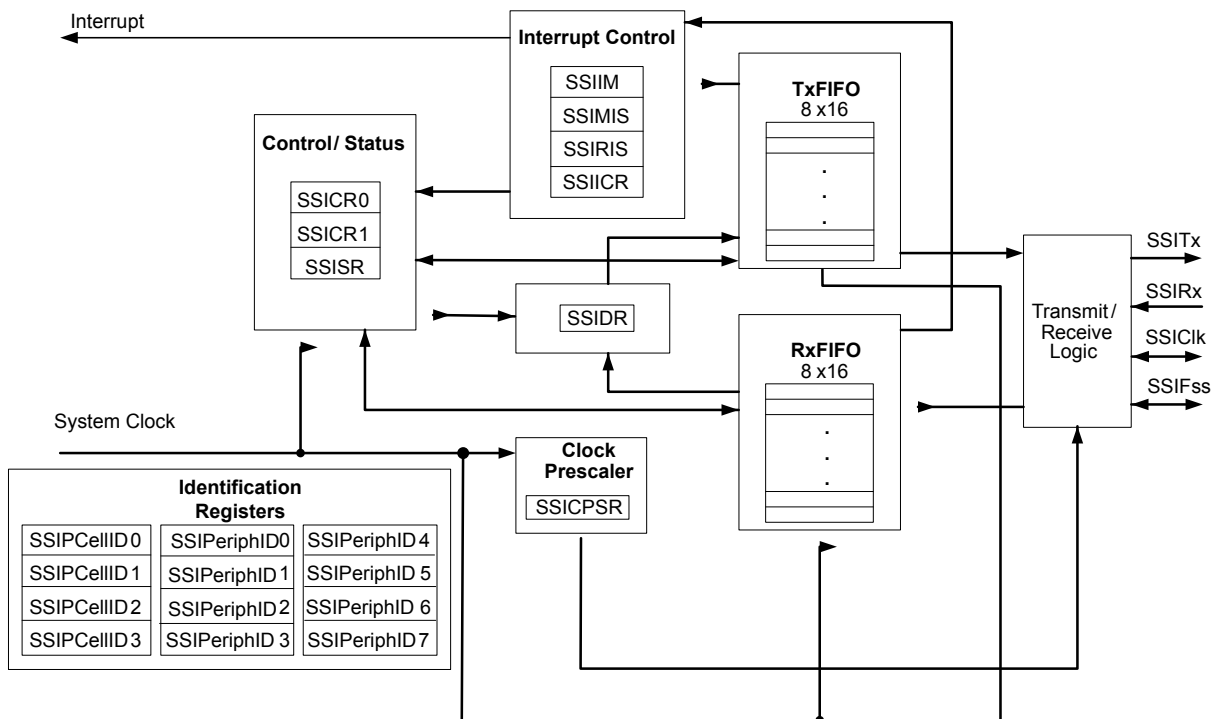 Interrupt
Interrupt Control
SSIIM
SSIMIS
SSIRIS
SSIICR
TxFIFO
8 x16
.
.
.
Control/ Status
SSICR0
SSICR1
SSISR
SSIDR
RxFIFO
8 x16
.
.
.
Transmit/
Receive
Logic
SSITx
SSIRx
SSIClk
SSIFss
System Clock
Clock
Prescaler
SSICPSR
Identification
Registers
SSIPCellID0 SSIPeriphID0 SSIPeriphID4
SSIPCellID1 SSIPeriphID1 SSIPeriphID5
SSIPCellID2 SSIPeriphID2 SSIPeriphID6
SSIPCellID3 SSIPeriphID3 SSIPeriphID7